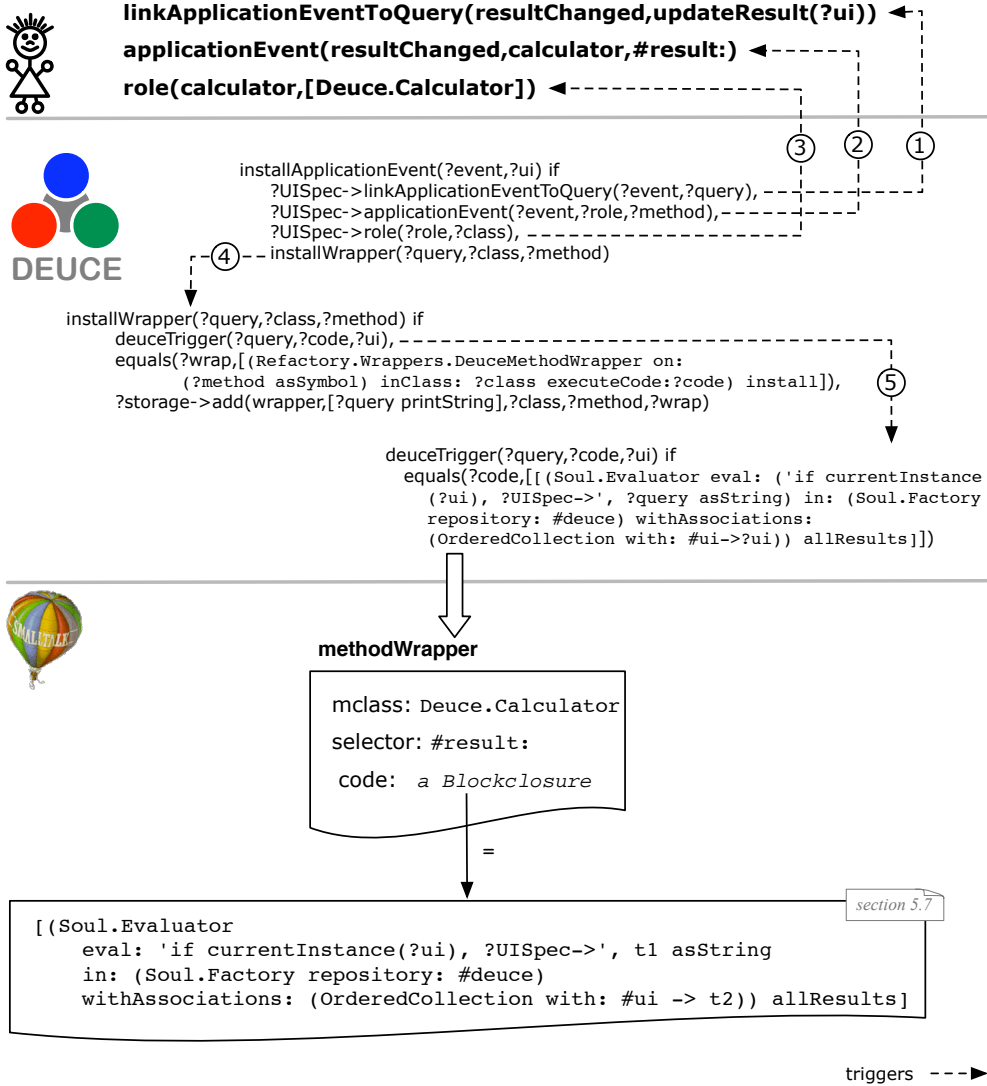 linkApplicationEventToQuery(resultChanged,updateResult(?ui))
applicationEvent(resultChanged,calculator,#result:)
role(calculator,[Deuce.Calculator])
3
2
1
installApplicationEvent(?event,?ui) if
?UISpec->linkApplicationEventToQuery(?event,?query),
?UISpec->applicationEvent(?event,?role,?method),
?UISpec->role(?role,?class),
installWrapper(?query,?class,?method)
4
DEUCE
installWrapper(?query,?class,?method) if
deuceTrigger(?query,?code,?ui),
equals(?wrap,[(Refactory.Wrappers.DeuceMethodWrapper on:
(?method asSymbol) inClass: ?class executeCode:?code) install]),
?storage->add(wrapper,[?query printString],?class,?method,?wrap)
5
deuceTrigger(?query,?code,?ui) if
equals(?code,[[(Soul.Evaluator eval: ('if currentInstance
(?ui), ?UISpec->', ?query asString) in: (Soul.Factory
repository: #deuce) withAssociations:
(OrderedCollection with: #ui->?ui)) allResults]])
SMALLTALK
methodWrapper
mclass: Deuce.Calculator
selector: #result:
code: a Blockclosure
=
section 5.7
[(Soul.Evaluator
eval: 'if currentInstance(?ui), ?UISpec->', t1 asString
in: (Soul.Factory repository: #deuce)
withAssociations: (OrderedCollection with: #ui -> t2)) allResults]
triggers